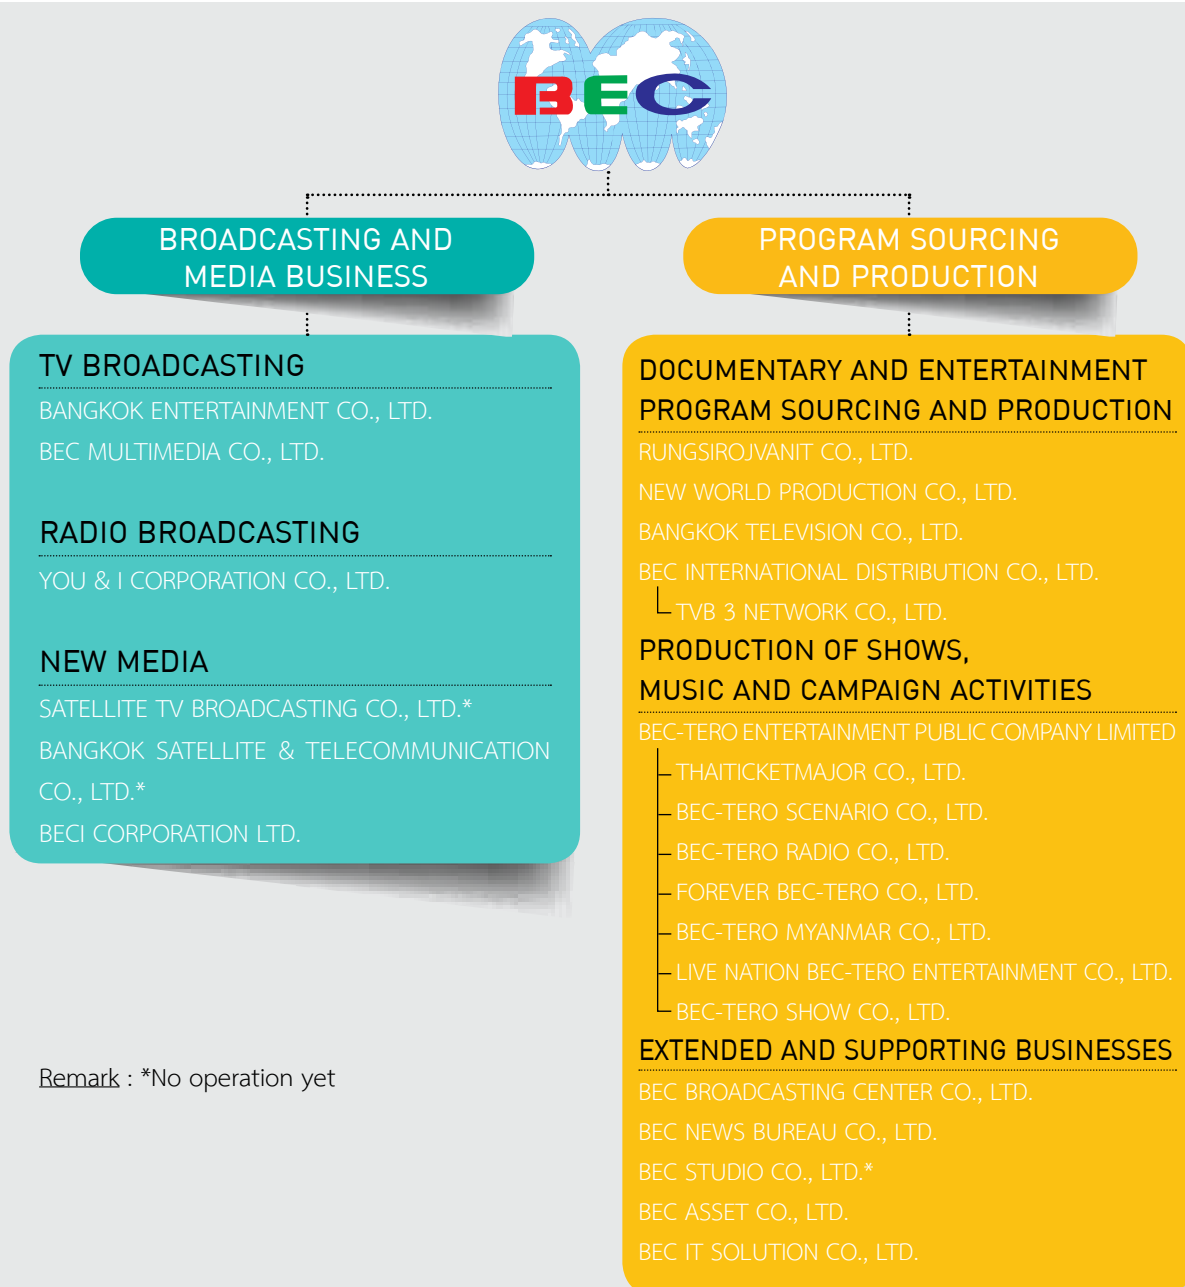 BEC
BROADCASTING AND
MEDIA BUSINESS
TV BROADCASTING
BANGKOK ENTERTAINMENT CO., LTD.
BEC MULTIMEDIA CO., LTD.
RADIO BROADCASTING
YOU & I CORPORATION CO., LTD.
NEW MEDIA
SATELLITE TV BROADCASTING CO., LTD.*
BANGKOK SATELLITE & TELECOMMUNICATION
CO., LTD.*
BECI CORPORATION LTD.
Remark : *No operation yet
PROGRAM SOURCING
AND PRODUCTION
DOCUMENTARY AND ENTERTAINMENT
PROGRAM SOURCING AND PRODUCTION
RUNGSIROJVANIT CO., LTD.
NEW WORLD PRODUCTION CO., LTD.
BANGKOK TELEVISION CO., LTD.
BEC INTERNATIONAL DISTRIBUTION CO., LTD.
TVB 3 NETWORK CO., LTD.
PRODUCTION OF SHOWS,
MUSIC AND CAMPAIGN ACTIVITIES
BEC-TERO ENTERTAINMENT PUBLIC COMPANY LIMITED
THAITICKETMAJOR CO., LTD.
BEC-TERO SCENARIO CO., LTD.
BEC-TERO RADIO CO., LTD.
FOREVER BEC-TERO CO., LTD.
BEC-TERO MYANMAR CO., LTD.
LIVE NATION BEC-TERO ENTERTAINMENT CO., LTD.
BEC-TERO SHOW CO., LTD.
EXTENDED AND SUPPORTING BUSINESSES
BEC BROADCASTING CENTER CO., LTD.
BEC NEWS BUREAU CO., LTD.
BEC STUDIO CO., LTD.*
BEC ASSET CO., LTD.
BEC IT SOLUTION CO., LTD.